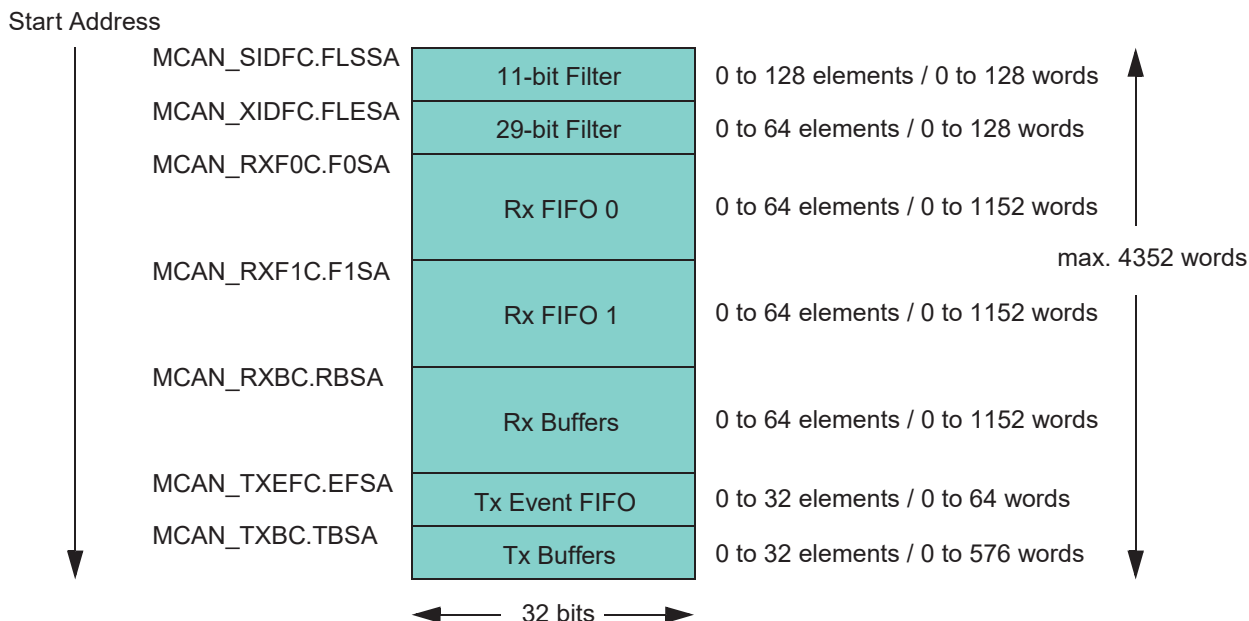 Start Address
MCAN_SIDFC.FLSSA 11-bit Filter 0 to 128 elements / 0 to 128 words
MCAN_XIDFC.FLESA 29-bit Filter 0 to 64 elements / 0 to 128 words
MCAN_RXF0C.F0SA
Rx FIFO 0 0 to 64 elements / 0 to 1152 words
max. 4352 words
MCAN_RXF1C.F1SA
Rx FIFO 1 0 to 64 elements / 0 to 1152 words
MCAN_RXBC.RBSA
Rx Buffers 0 to 64 elements / 0 to 1152 words
MCAN_TXEFC.EFSA Tx Event FIFO 0 to 32 elements / 0 to 64 words
MCAN_TXBC.TBSA Tx Buffers 0 to 32 elements / 0 to 576 words
32 bits